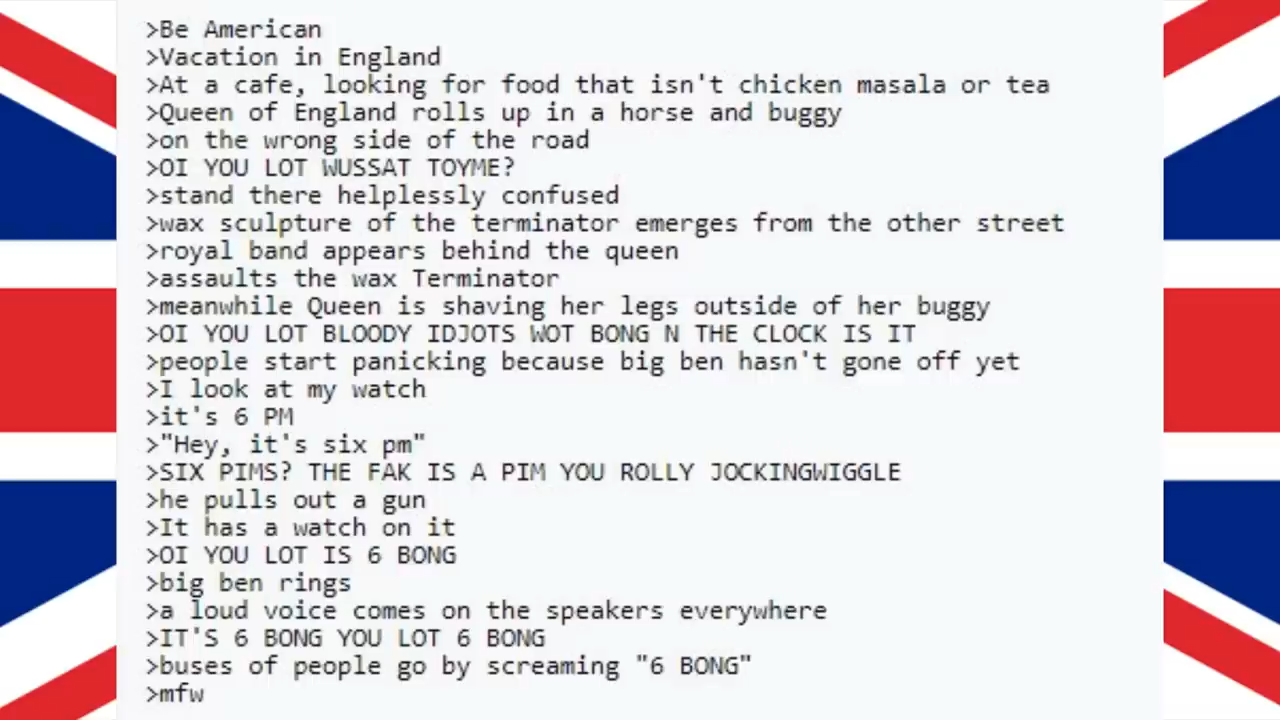 >Be American
>Vacation in England
>At a cafe, looking for food that isn't chicken masala or tea
>Queen of England rolls up in a horse and buggy
>on the wrong side of the road
>OI YOU LOT WUSSAT TOYME?
>stand there helplessly confused
>wax sculpture of the terminator emerges from the other street
>royal band appears behind the queen
>assaults the wax Terminator
>meanwhile Queen is shaving her legs outside of her buggy
>OI YOU LOT BLOODY IDJOTS WOT BONG N THE CLOCK IS IT
>people start panicking because big ben hasn't gone off yet
>I look at my watch
>it's 6 PM
>"Hey, it's six pm"
>SIX PIMS? THE FAK IS A PIM YOU ROLLY JOCKINGWIGGLE
>he pulls out a gun
>It has a watch on it
>OI YOU LOT IS 6 BONG
>big ben rings
>a loud voice comes on the speakers everywhere
>IT'S 6 BONG YOU LOT 6 BONG
>buses of people go by screaming "6 BONG"
>mfw